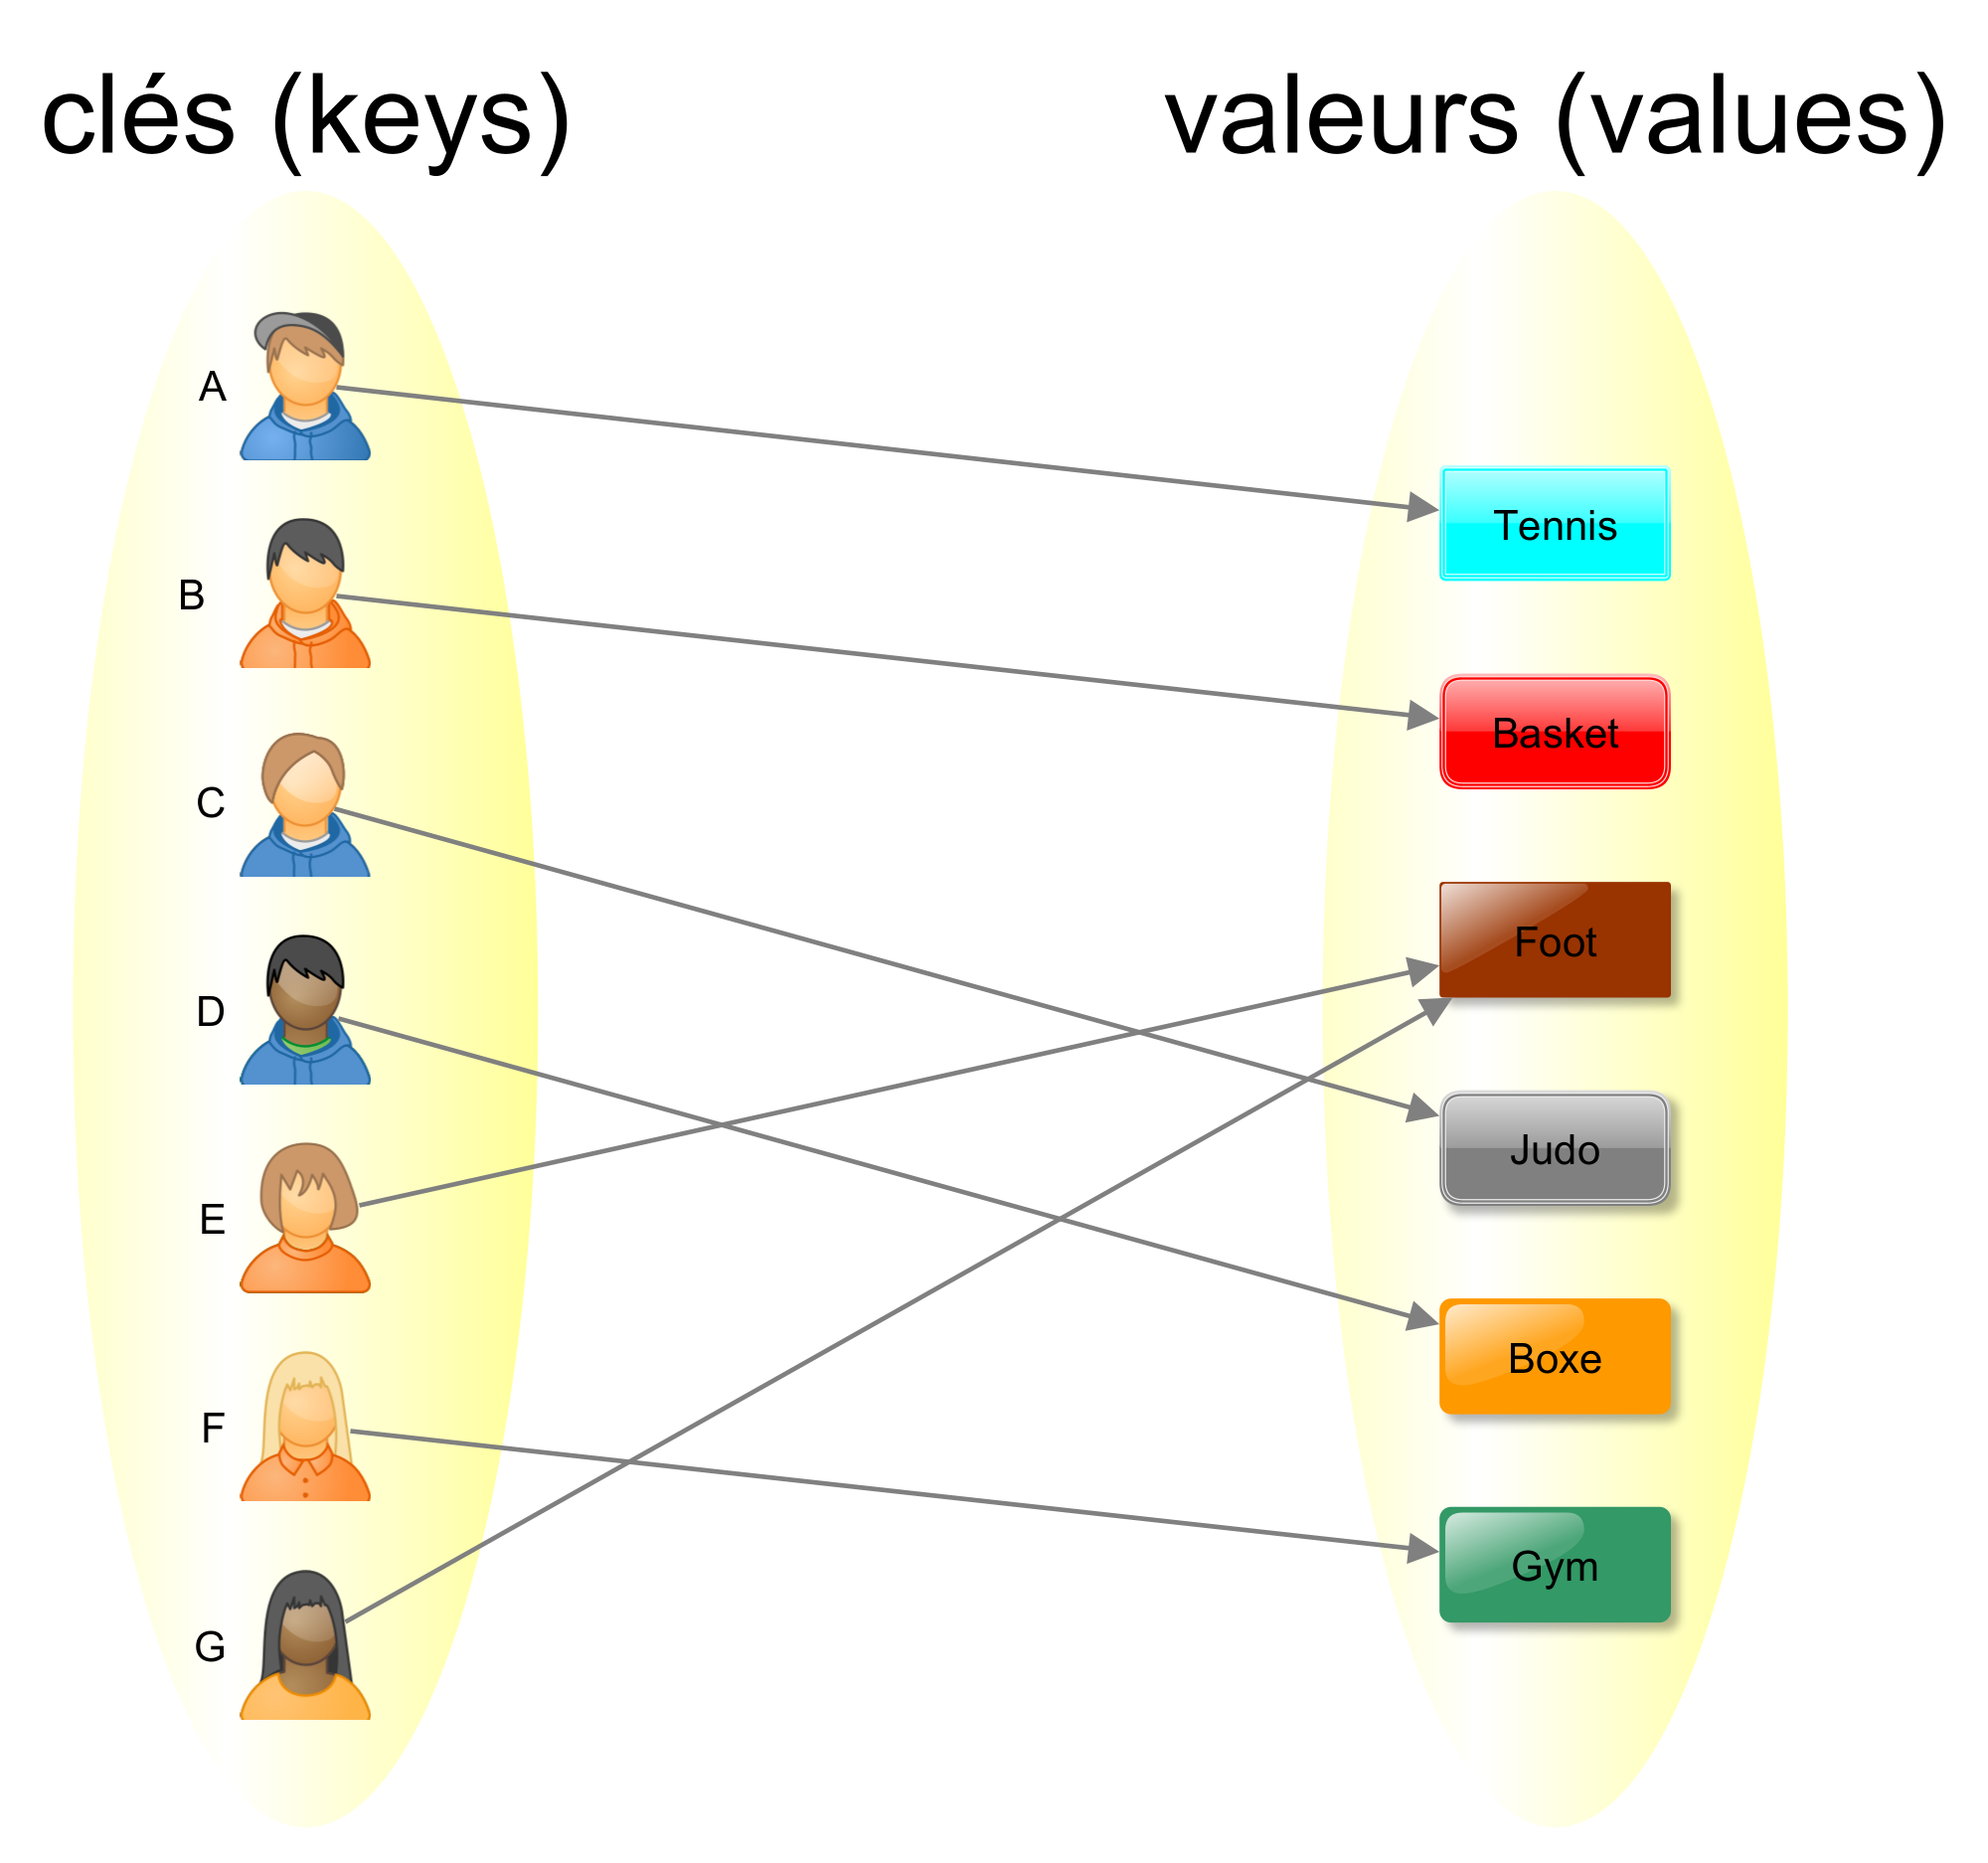 clés (keys)
valeurs (values)
A
B
C
D
E
F
G
Tennis
Basket
Foot
Judo
Boxe
Gym